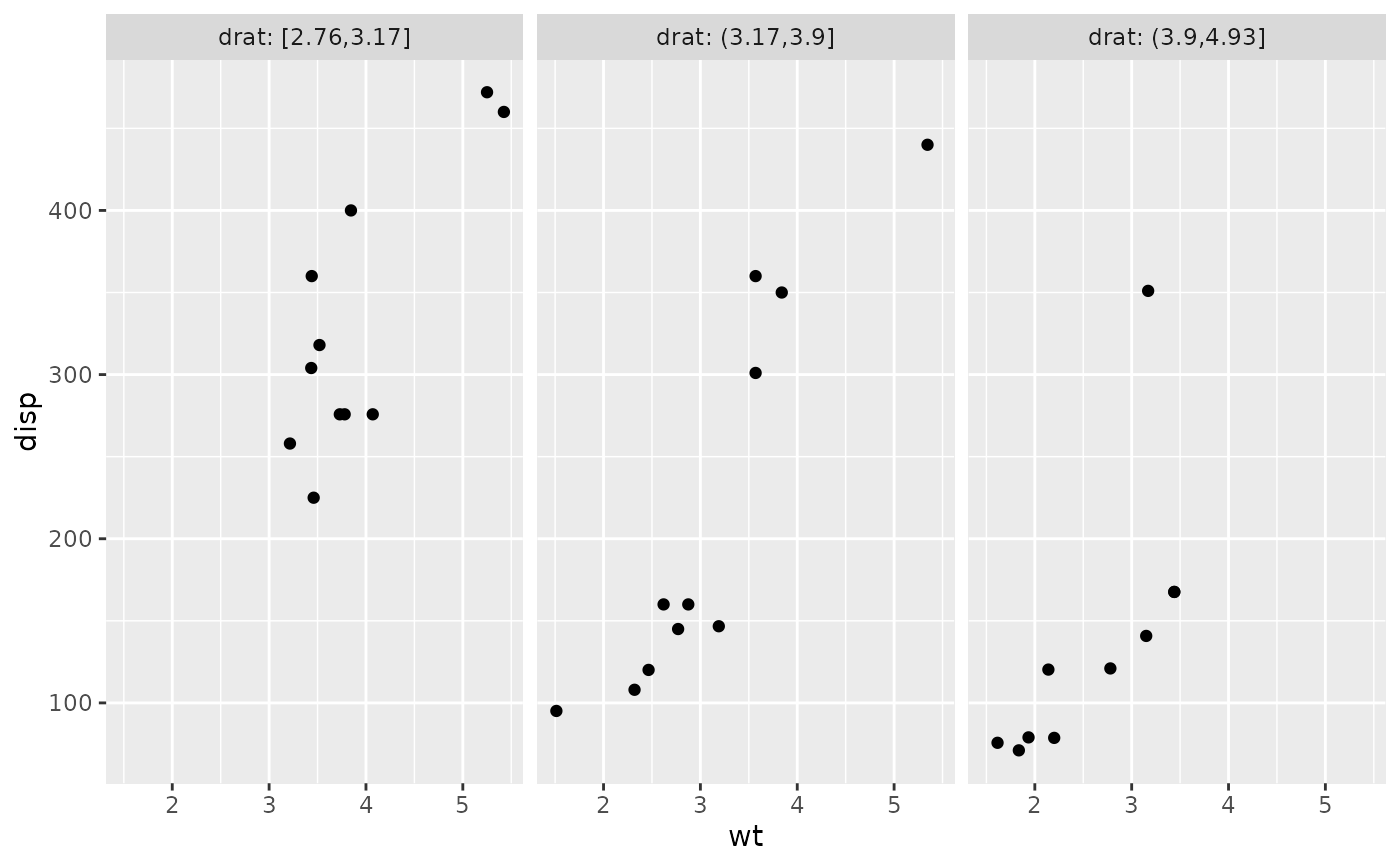 drat: [2.76,3.17]
drat: (3.17,3.9]
drat: (3.9,4.93]
disp
400
300
200
100
2 3 4 5
2 3 4 5
2 3 4 5
wt